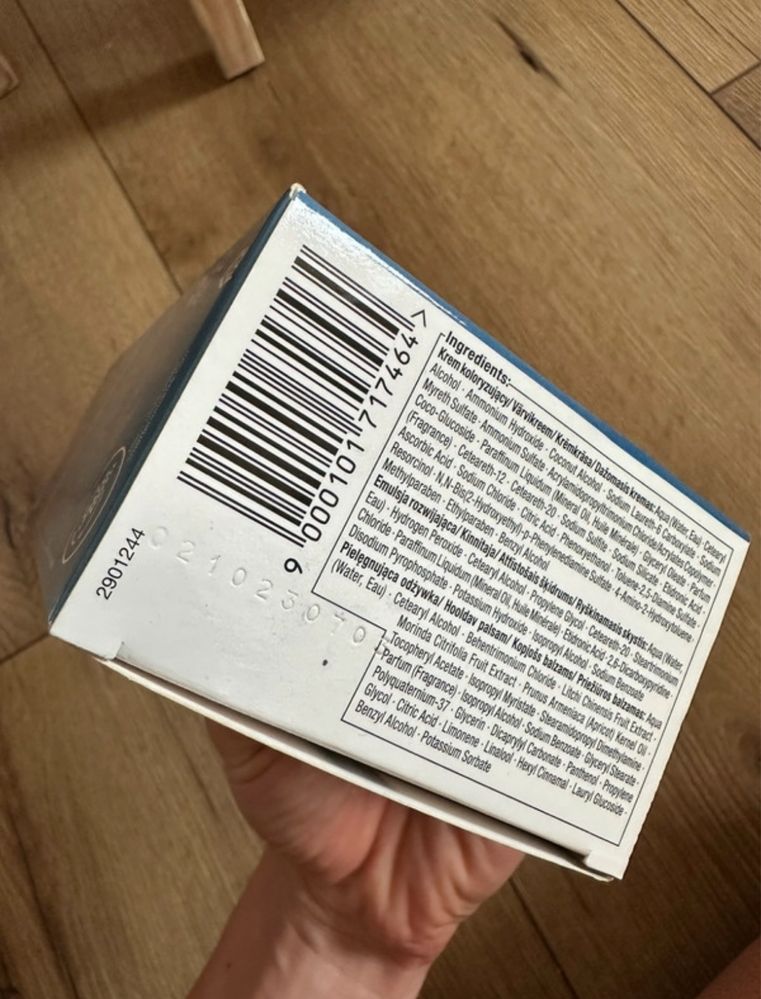 9 000101 717464 >
2901244
Ingredients:
Krem koloryzujący/ Värvikreem/ Krēmkrāsa/ Dažomasis kremas: Aqua (Water, Eau) · Cetearyl
Alcohol · Ammonium Hydroxide · Coconut Alcohol · Sodium Laureth-6 Carboxylate · Sodium
Myreth Sulfate · Ammonium Sulfate · Acrylamidopropyltrimonium Chloride/Acrylates Copolymer ·
Coco-Glucoside · Paraffinum Liquidum (Mineral Oil, Huile Minérale) · Glyceryl Oleate · Parfum
(Fragrance) · Ceteareth-12 · Ceteareth-20 · Sodium Sulfite · Sodium Silicate · Etidronic Acid ·
Ascorbic Acid · Sodium Chloride · Citric Acid · Phenoxyethanol · Toluene-2,5-Diamine Sulfate ·
Resorcinol · N,N-Bis(2-Hydroxyethyl)-p-Phenylenediamine Sulfate · 4-Amino-2-Hydroxytoluene ·
Methylparaben · Ethylparaben · Benzyl Alcohol
Emulsja rozwijająca/ Kinnitaja/ Attīstošais šķidrums/ Ryškinamasis skystis: Aqua (Water,
Eau) · Hydrogen Peroxide · Cetearyl Alcohol · Propylene Glycol · Ceteareth-20 · Steartrimonium
Chloride · Paraffinum Liquidum (Mineral Oil, Huile Minérale) · Etidronic Acid · 2,6-Dicarboxypyridine ·
Disodium Pyrophosphate · Potassium Hydroxide · Isopropyl Alcohol · Sodium Benzoate
Pielęgnująca odżywka/ Hooldav palsam/ Kopjošs balzams/ Priežiūros balzamas: Aqua
(Water, Eau) · Cetearyl Alcohol · Behentrimonium Chloride · Litchi Chinensis Fruit Extract ·
Morinda Citrifolia Fruit Extract · Prunus Armeniaca (Apricot) Kernel Oil ·
Tocopheryl Acetate · Isopropyl Myristate · Stearamidopropyl Dimethylamine ·
Parfum (Fragrance) · Isopropyl Alcohol · Sodium Benzoate · Glyceryl Stearate ·
Polyquaternium-37 · Glycerin · Dicaprylyl Carbonate · Panthenol · Propylene
Glycol · Citric Acid · Limonene · Linalool · Hexyl Cinnamal · Lauryl Glucoside ·
Benzyl Alcohol · Potassium Sorbate